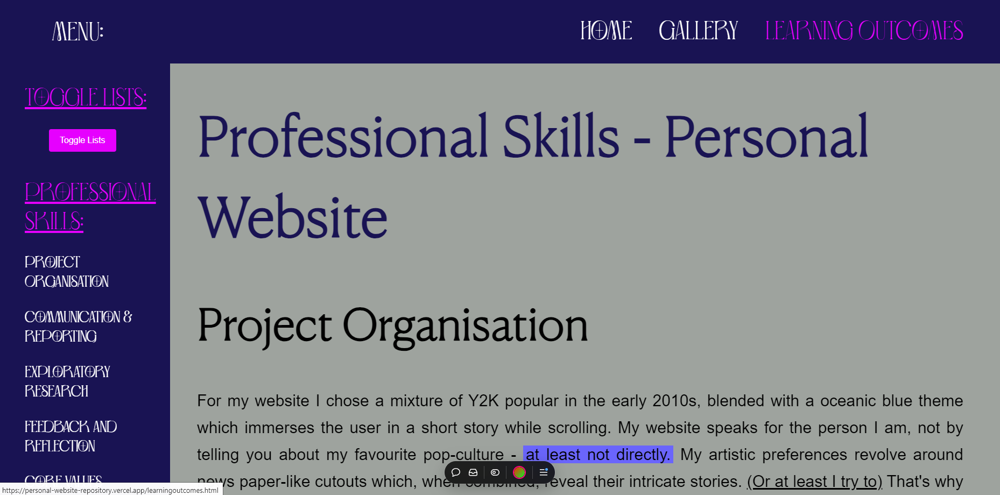 MENU:
HOME GALLERY LEARNING OUTCOMES
TOGGLE LISTS:
Toggle Lists
PROFESSIONAL
SKILLS:
PROJECT
ORGANISATION
COMMUNICATION &
REPORTING
EXPLORATORY
RESEARCH
FEEDBACK AND
REFLECTION
CORE VALUES
Professional Skills - Personal
Website
Project Organisation
For my website I chose a mixture of Y2K popular in the early 2010s, blended with a oceanic blue theme
which immerses the user in a short story while scrolling. My website speaks for the person I am, not by
telling you about my favourite pop-culture - at least not directly. My artistic preferences revolve around
news paper-like cutouts which, when combined, reveal their intricate stories. (Or at least I try to) That's why
https://personal-website-repository.vercel.app/learningoutcomes.html